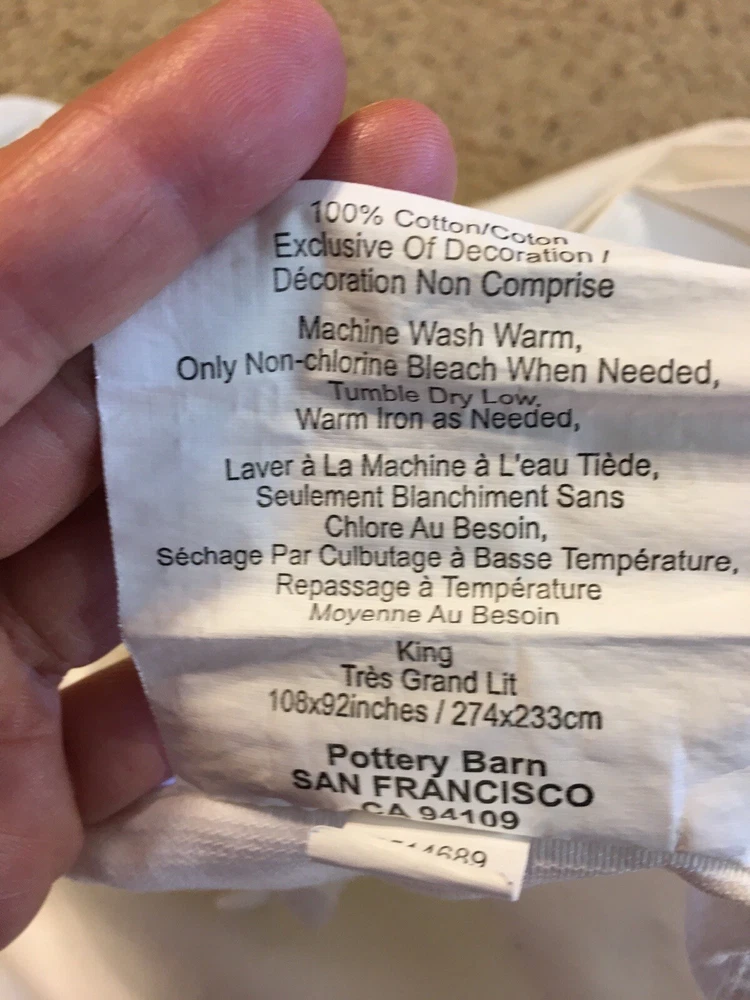 100% Cotton/Coton
Exclusive Of Decoration /
Décoration Non Comprise
Machine Wash Warm,
Only Non-chlorine Bleach When Needed,
Tumble Dry Low,
Warm Iron as Needed,
Laver à La Machine à L'eau Tiède,
Seulement Blanchiment Sans
Chlore Au Besoin,
Séchage Par Culbutage à Basse Température,
Repassage à Température
Moyenne Au Besoin
King
Très Grand Lit
108x92inches / 274x233cm
Pottery Barn
SAN FRANCISCO
CA 94109